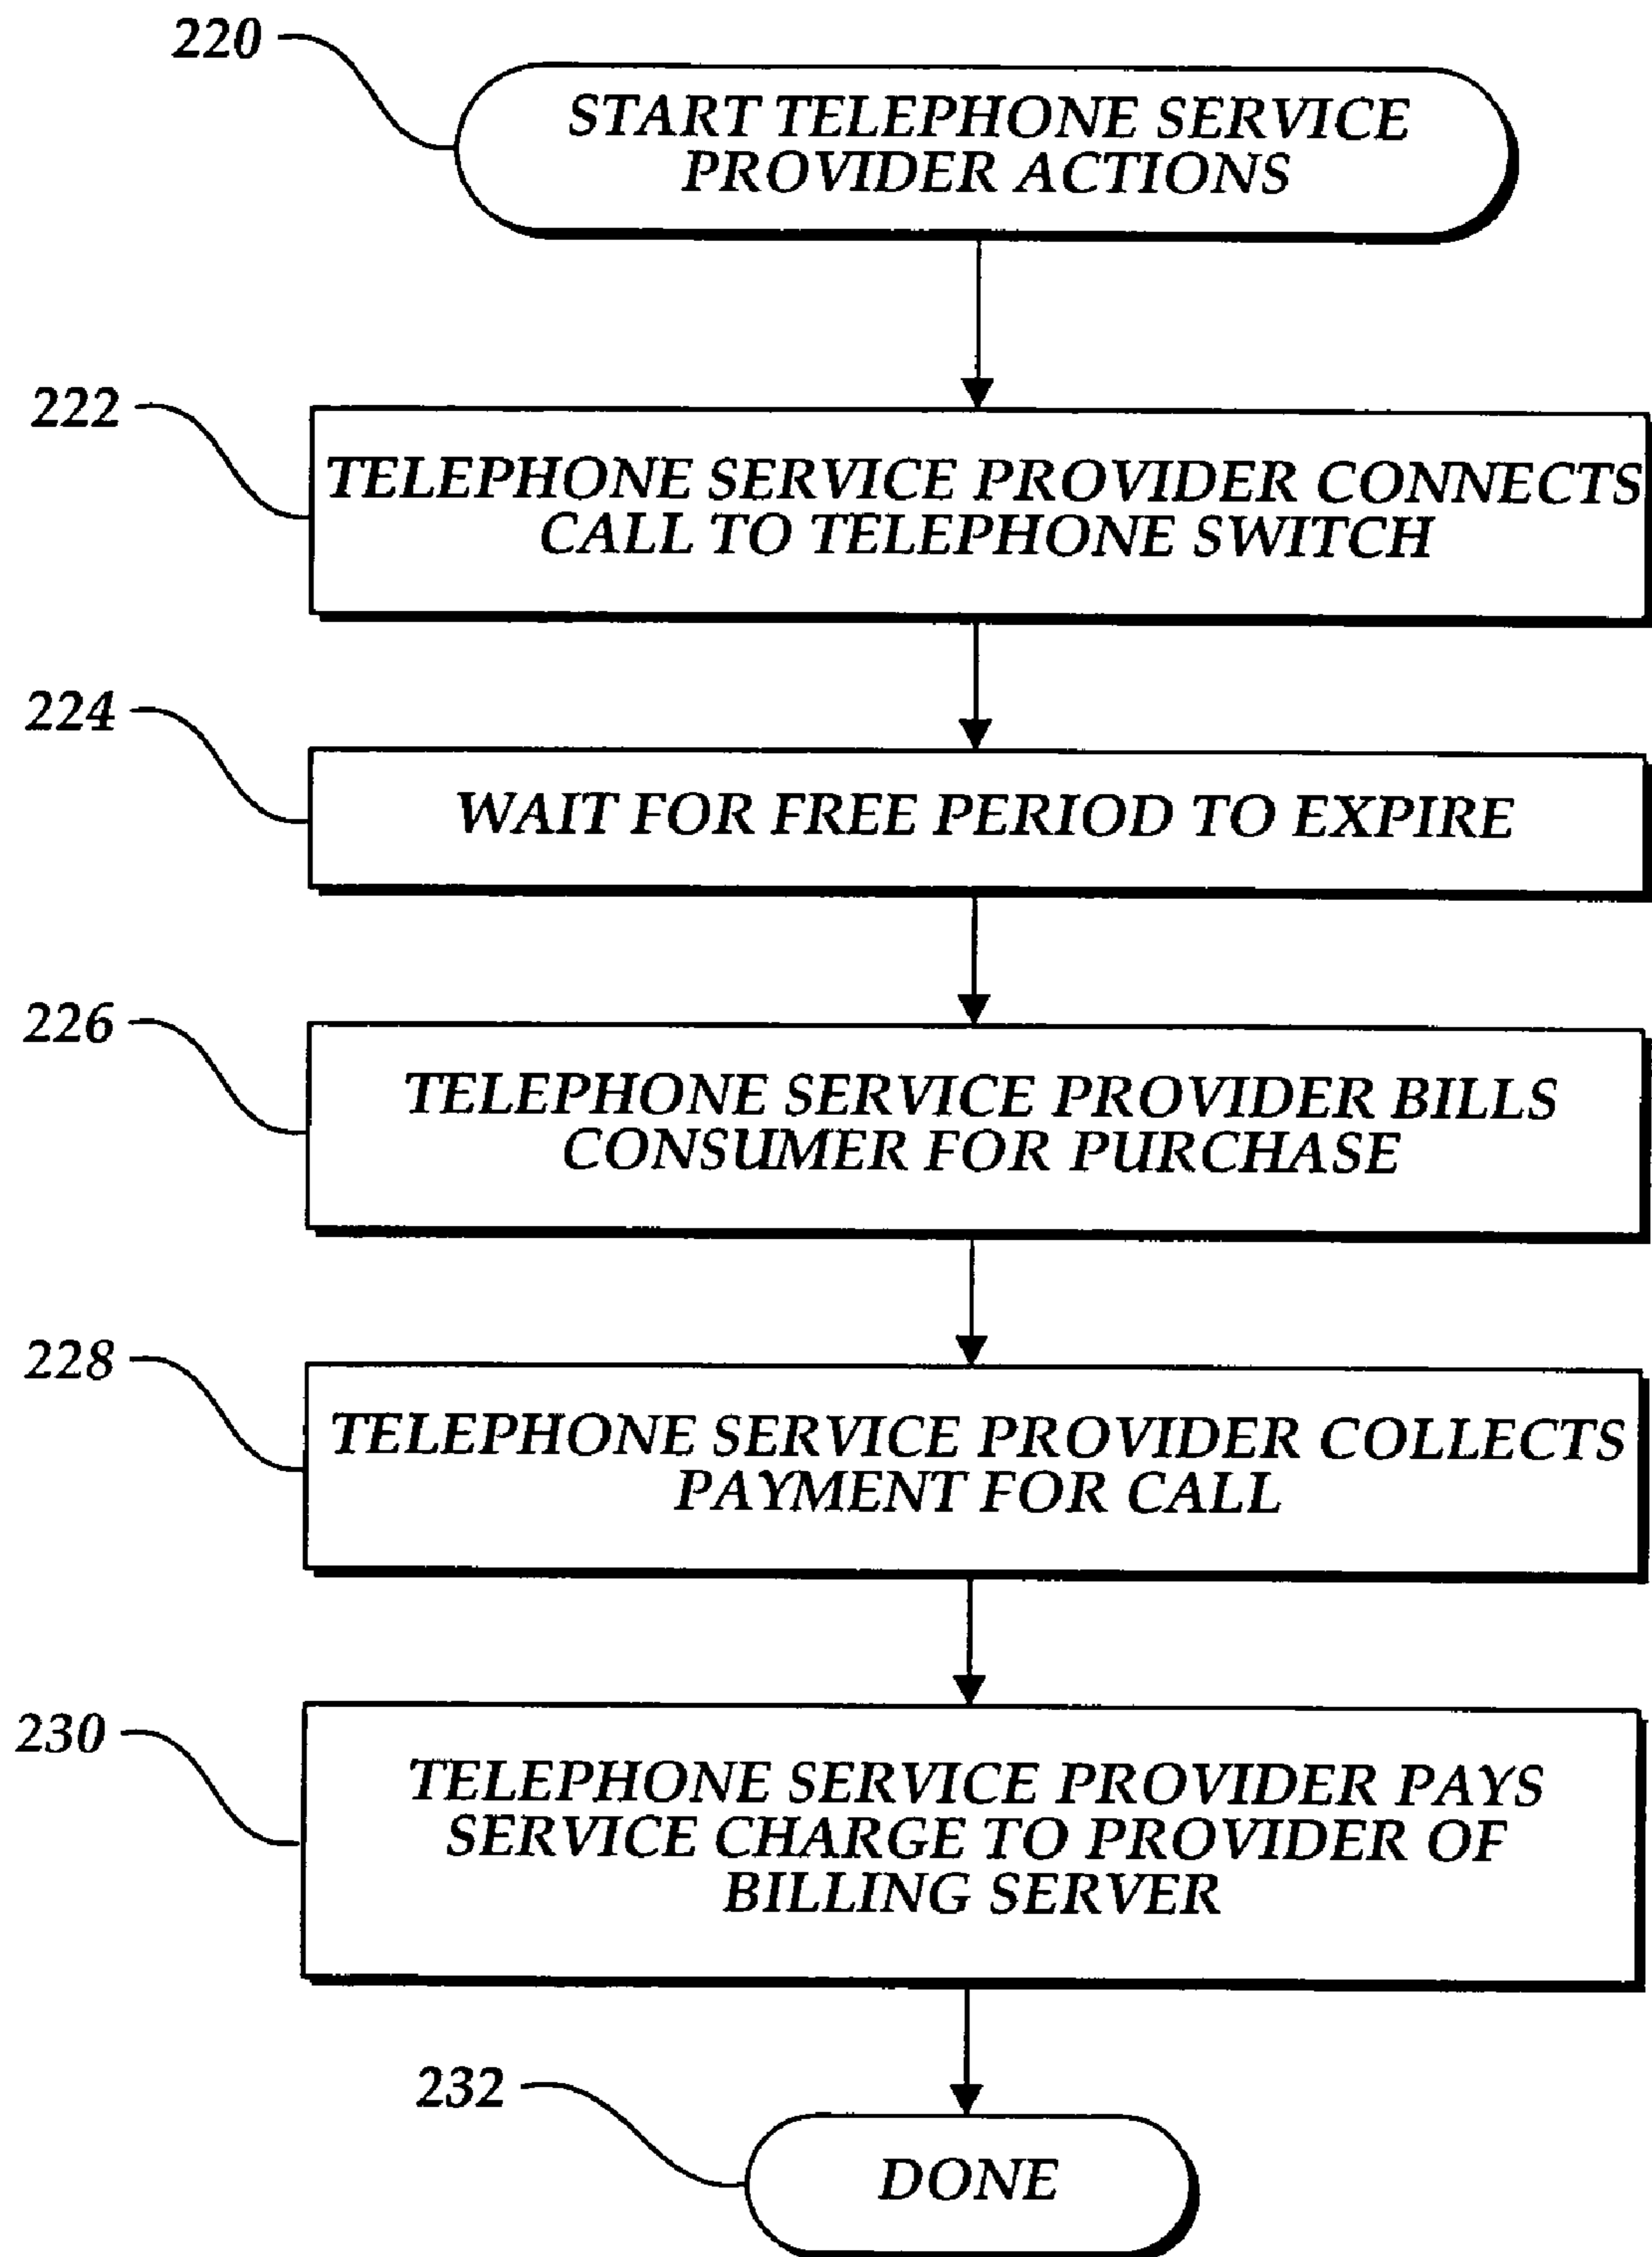 220
START TELEPHONE SERVICE
PROVIDER ACTIONS
222
TELEPHONE SERVICE PROVIDER CONNECTS
CALL TO TELEPHONE SWITCH
224
WAIT FOR FREE PERIOD TO EXPIRE
226
TELEPHONE SERVICE PROVIDER BILLS
CONSUMER FOR PURCHASE
228
TELEPHONE SERVICE PROVIDER COLLECTS
PAYMENT FOR CALL
230
TELEPHONE SERVICE PROVIDER PAYS
SERVICE CHARGE TO PROVIDER OF
BILLING SERVER
232
DONE